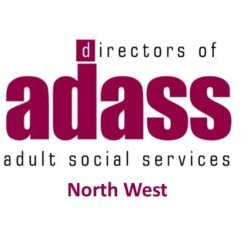 directors of
adass
adult social services
North West